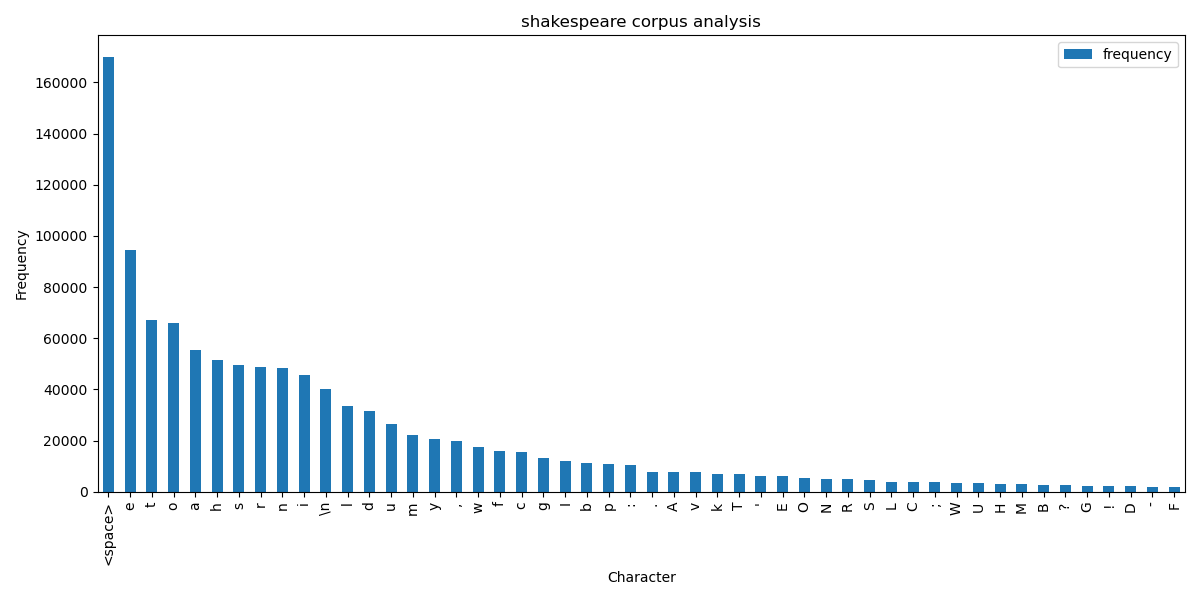 shakespeare corpus analysis
frequency
Frequency
160000
140000
120000
100000
80000
60000
40000
20000
0
<space> e t o a h s r n i \n l d u m y , w f c g I b p : . A v k T ' E O N R S L C ; W U H M B ? G ! D - F
Character